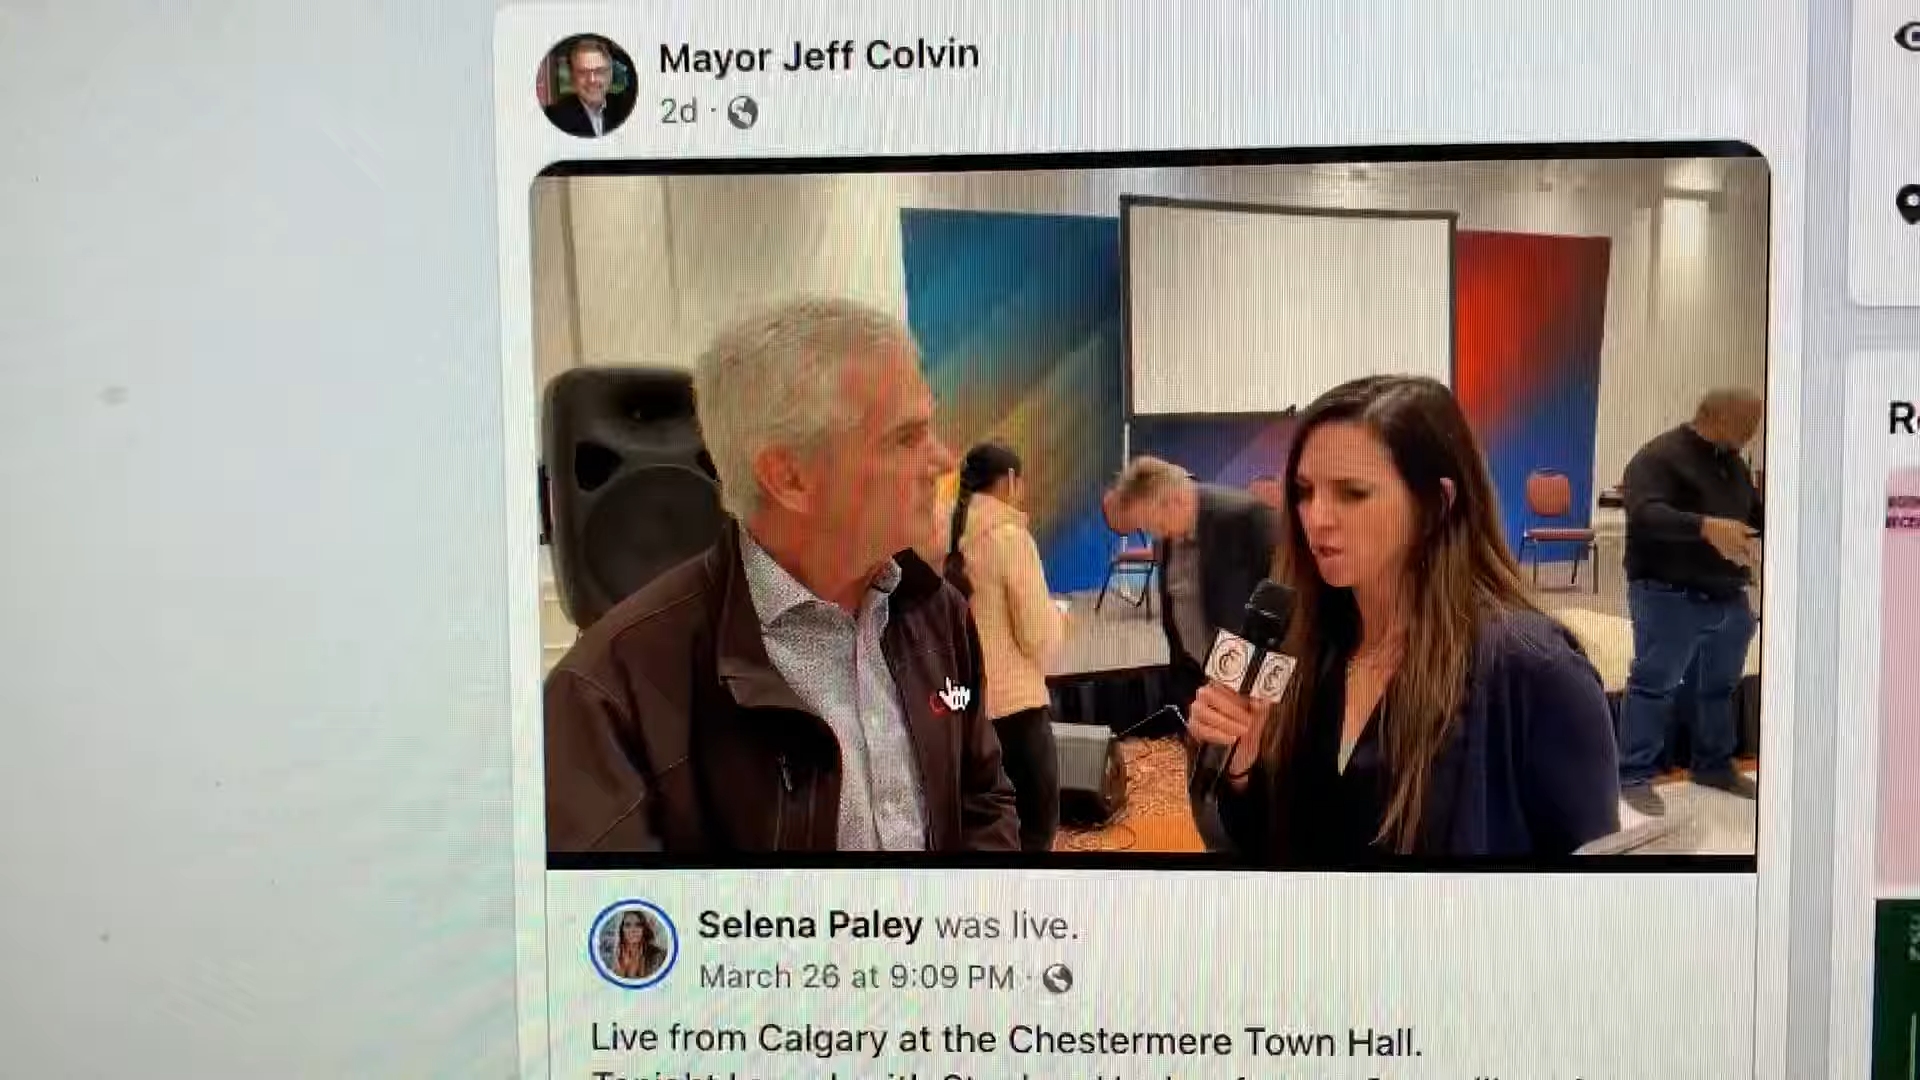 Mayor Jeff Colvin
2d ·
Selena Paley was live.
March 26 at 9:09 PM ·
Live from Calgary at the Chestermere Town Hall.